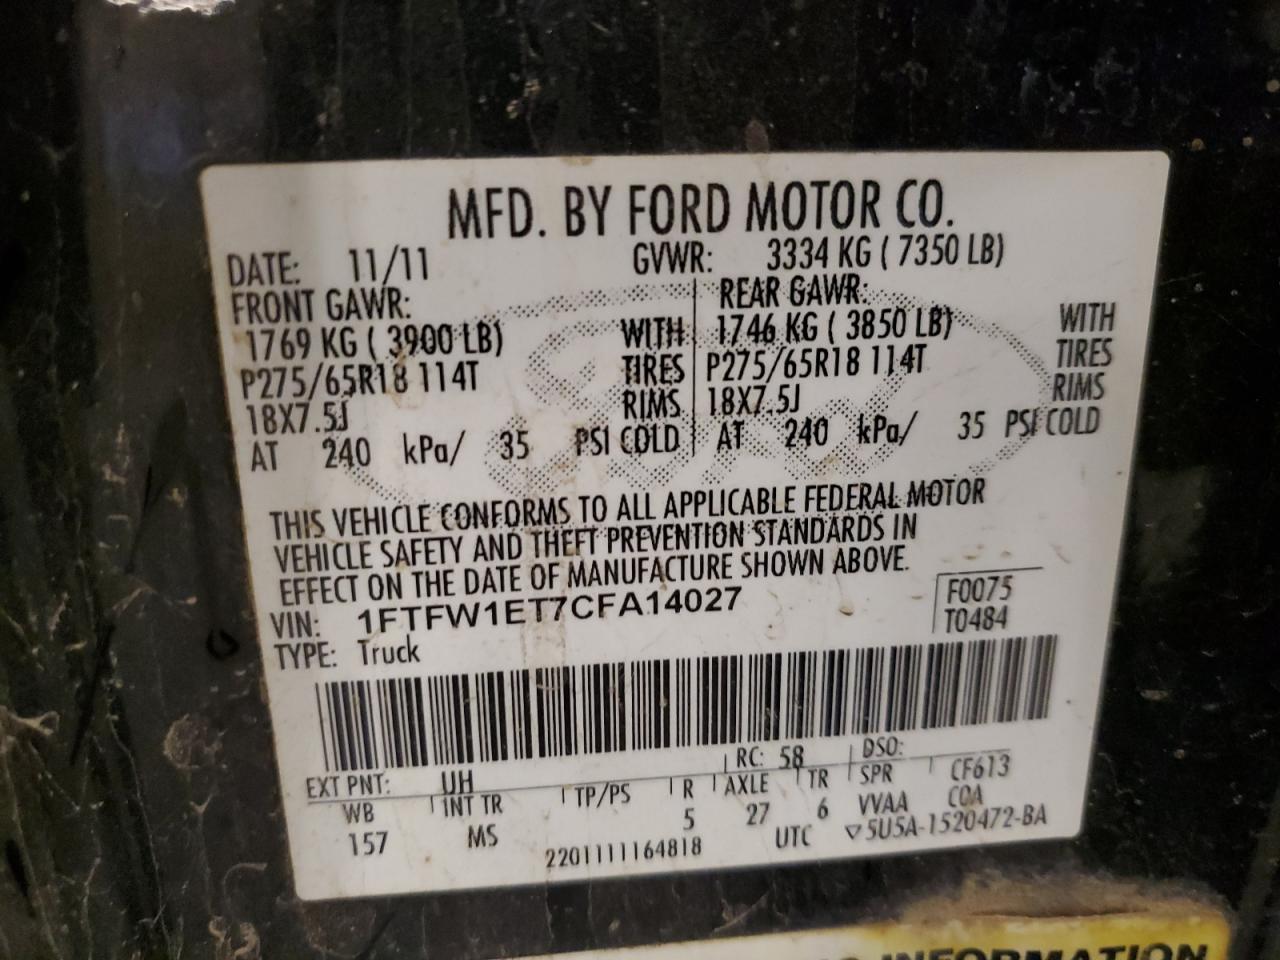 MFD. BY FORD MOTOR CO.
DATE: 11/11 GVWR: 3334 KG ( 7350 LB)
FRONT GAWR: REAR GAWR:
1769 KG ( 3900 LB) WITH 1746 KG ( 3850 LB) WITH
P275/65R18 114T TIRES P275/65R18 114T TIRES
18X7.5J RIMS 18X7.5J RIMS
AT 240 kPa/ 35 PSI COLD AT 240 kPa/ 35 PSI COLD
THIS VEHICLE CONFORMS TO ALL APPLICABLE FEDERAL MOTOR
VEHICLE SAFETY AND THEFT PREVENTION STANDARDS IN
EFFECT ON THE DATE OF MANUFACTURE SHOWN ABOVE.
VIN: 1FTFW1ET7CFA14027 F0075
TYPE: Truck T0484
EXT PNT: UH RC: 58 DSO:
WB INT TR TP/PS R AXLE TR SPR CF613
157 MS 5 27 6 VVAA COA
2201111164818 UTC ▽5U5A-1520472-BA
INFORMATION